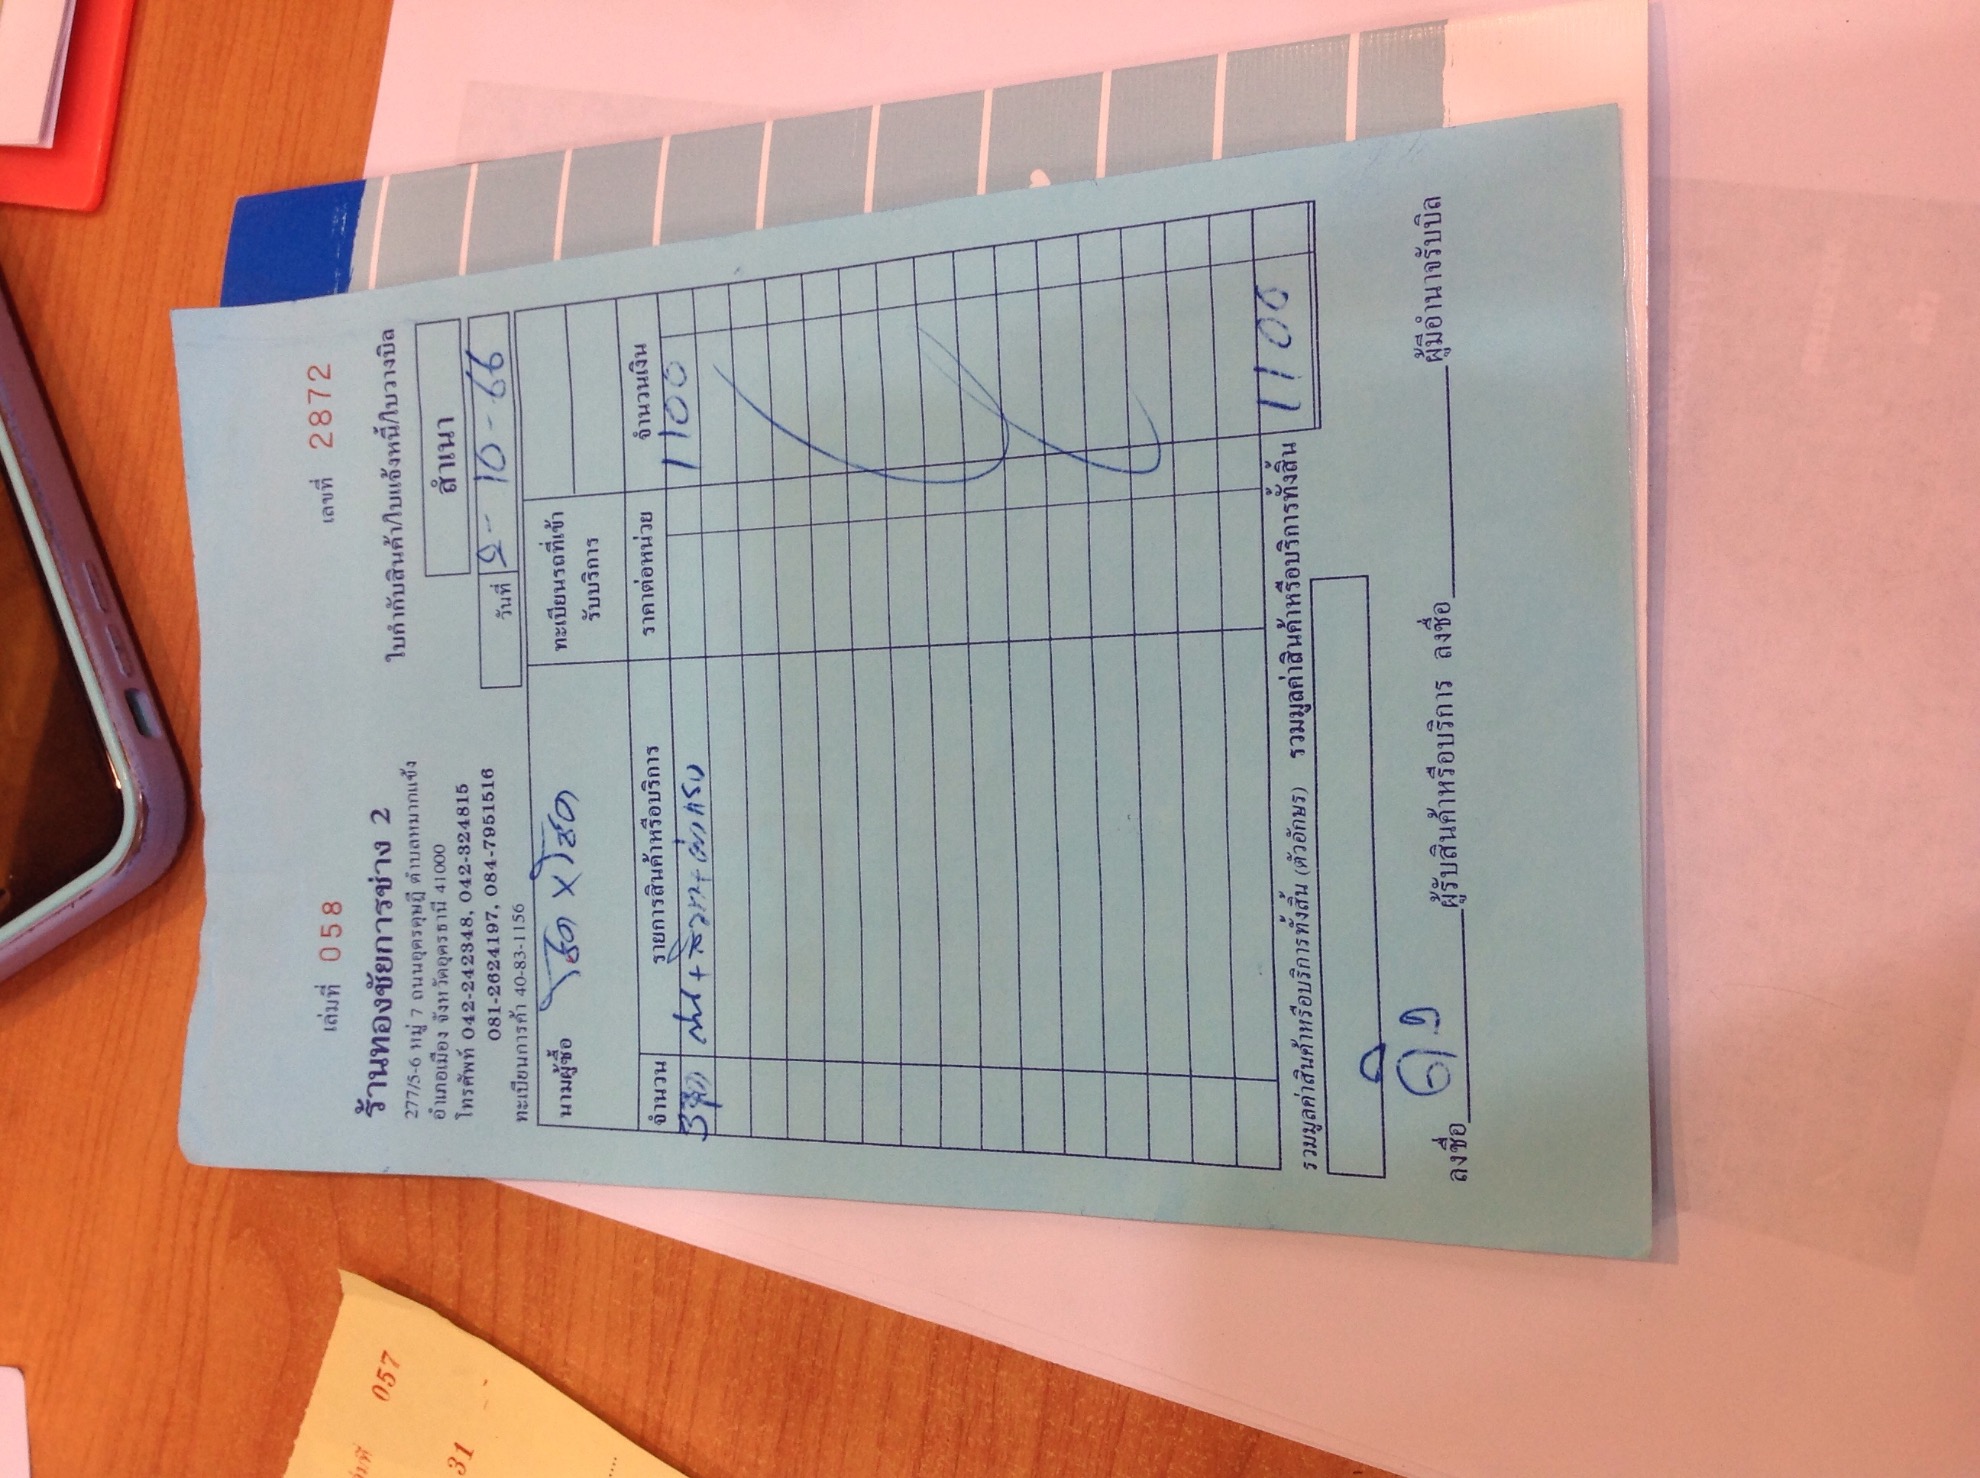 เล่มที่ 058
เลขที่ 2872
ร้านทองชัยการช่าง 2
277/5-6 หมู่ 7 ถนนอุดรดุษฎี ตำบลหมากแข้ง
อำเภอเมือง จังหวัดอุดรธานี 41000
โทรศัพท์ 042-242348, 042-324815
081-2624197, 084-7951516
ทะเบียนการค้า 40-83-1156
ใบกำกับสินค้า/ใบแจ้งหนี้/ใบวางบิล
สำเนา
วันที่ 2-10-66
นามผู้ซื้อ
ทะเบียนรถที่เข้า
รับบริการ
จำนวน รายการสินค้าหรือบริการ ราคาต่อหน่วย จำนวนเงิน
1100
รวมมูลค่าสินค้าหรือบริการทั้งสิ้น (ตัวอักษร) รวมมูลค่าสินค้าหรือบริการทั้งสิ้น 1100
ลงชื่อ ผู้รับสินค้าหรือบริการ ลงชื่อ ผู้มีอำนาจรับบิล
057
31